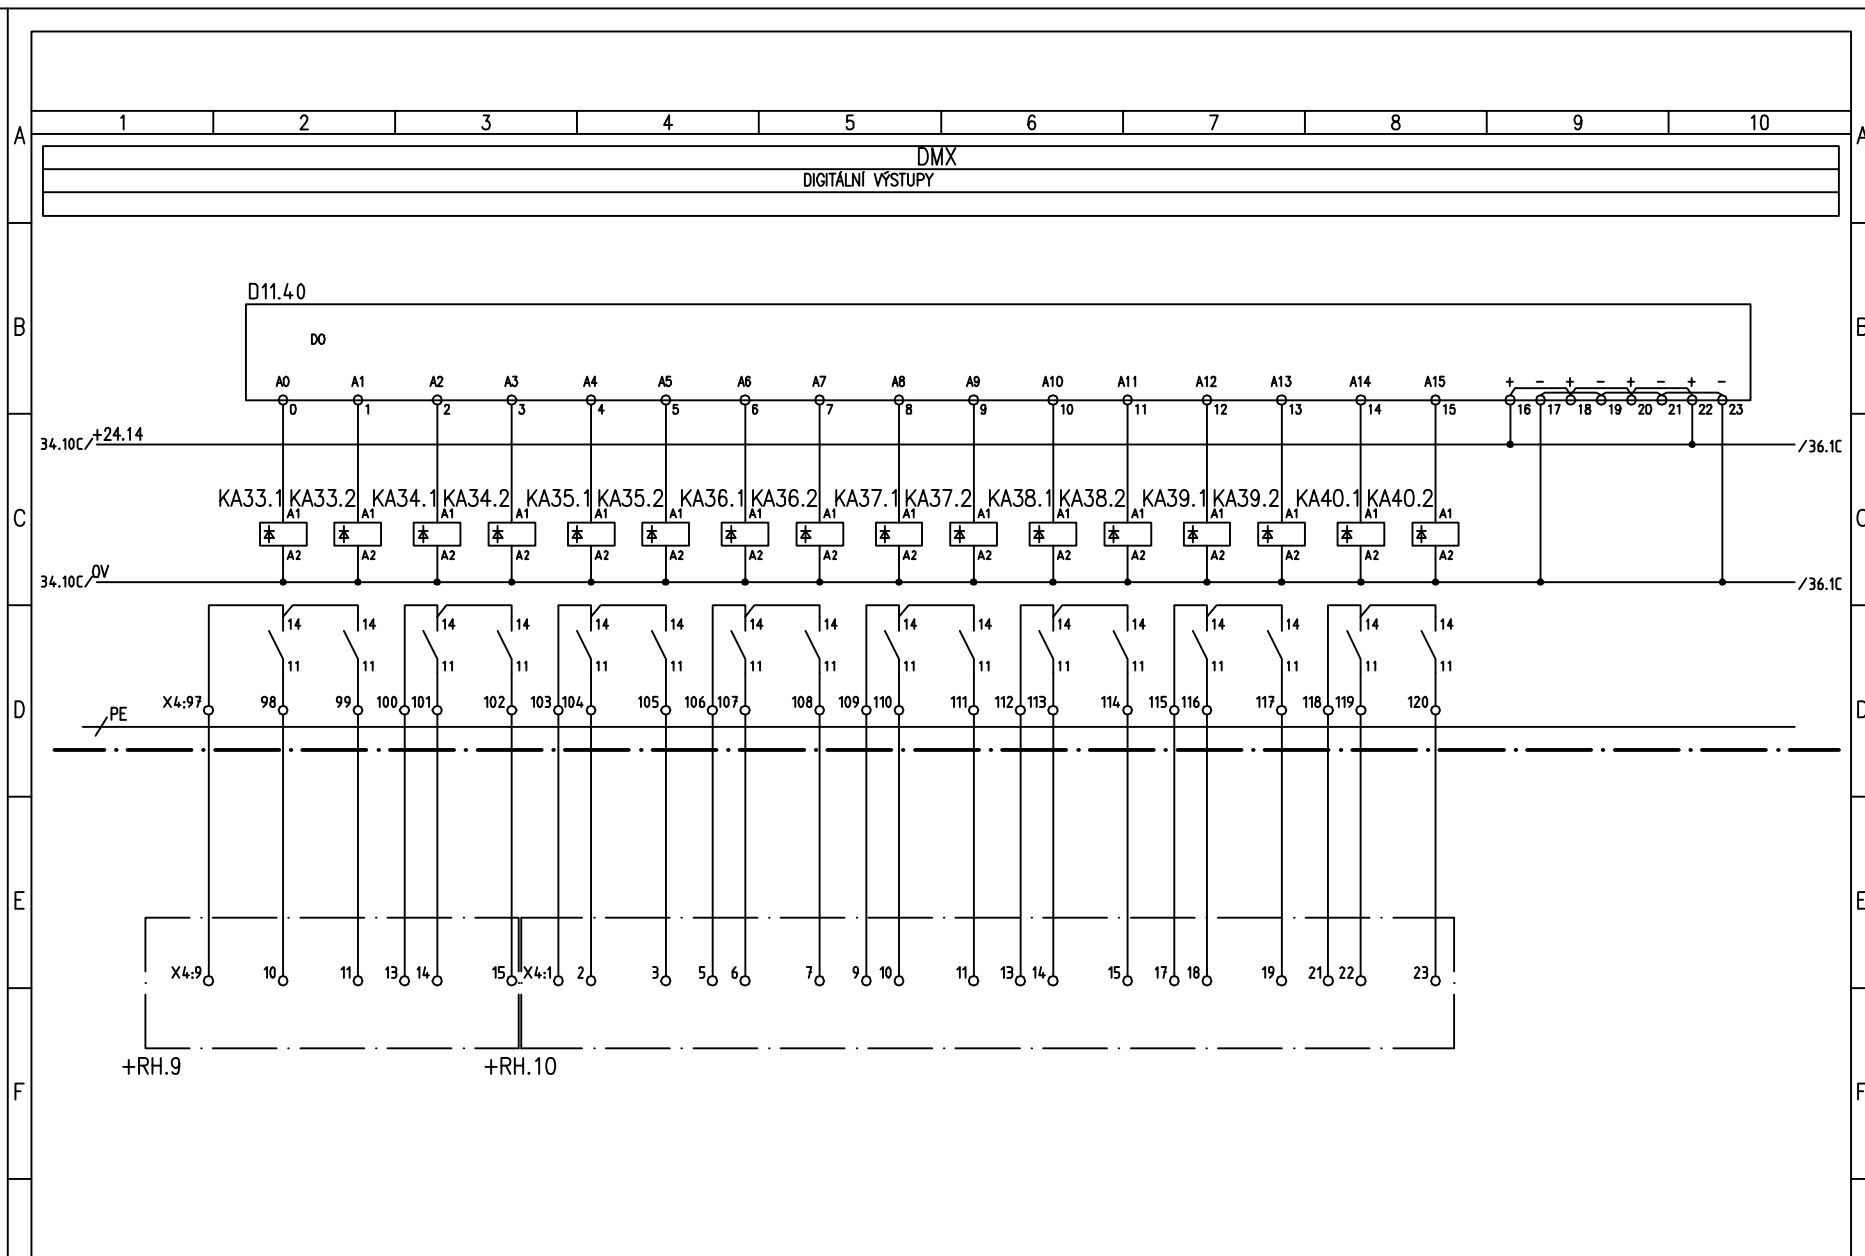 1 2 3 4 5 6 7 8 9 10
A A
DMX
DIGITÁLNÍ VÝSTUPY
D11.40
B B
DO
A0 A1 A2 A3 A4 A5 A6 A7 A8 A9 A10 A11 A12 A13 A14 A15 + - + - + - + -
0 1 2 3 4 5 6 7 8 9 10 11 12 13 14 15 16 17 18 19 20 21 22 23
34.10C/ +24.14 /36.1C
KA33.1 KA33.2 KA34.1 KA34.2 KA35.1 KA35.2 KA36.1 KA36.2 KA37.1 KA37.2 KA38.1 KA38.2 KA39.1 KA39.2 KA40.1 KA40.2
A1 A1 A1 A1 A1 A1 A1 A1 A1 A1 A1 A1 A1 A1 A1 A1
C C
A2 A2 A2 A2 A2 A2 A2 A2 A2 A2 A2 A2 A2 A2 A2 A2
34.10C/ 0V /36.1C
14 14 14 14 14 14 14 14 14 14 14 14 14 14 14 14
11 11 11 11 11 11 11 11 11 11 11 11 11 11 11 11
X4:97 98 99 100 101 102 103 104 105 106 107 108 109 110 111 112 113 114 115 116 117 118 119 120
D PE D
E E
X4:9 10 11 13 14 15 X4:1 2 3 5 6 7 9 10 11 13 14 15 17 18 19 21 22 23
+RH.9 +RH.10
F F